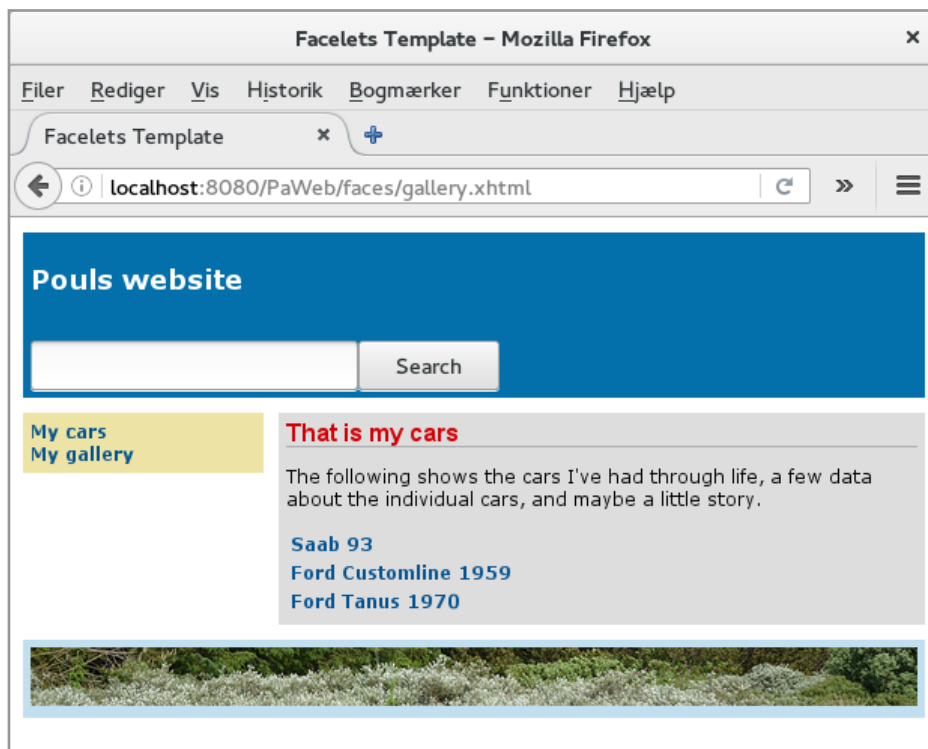 Facelets Template – Mozilla Firefox
Filer Rediger Vis Historik Bogmærker Funktioner Hjælp
Facelets Template
localhost:8080/PaWeb/faces/gallery.xhtml
Pouls website
Search
My cars
My gallery
That is my cars
The following shows the cars I've had through life, a few data
about the individual cars, and maybe a little story.
Saab 93
Ford Customline 1959
Ford Tanus 1970